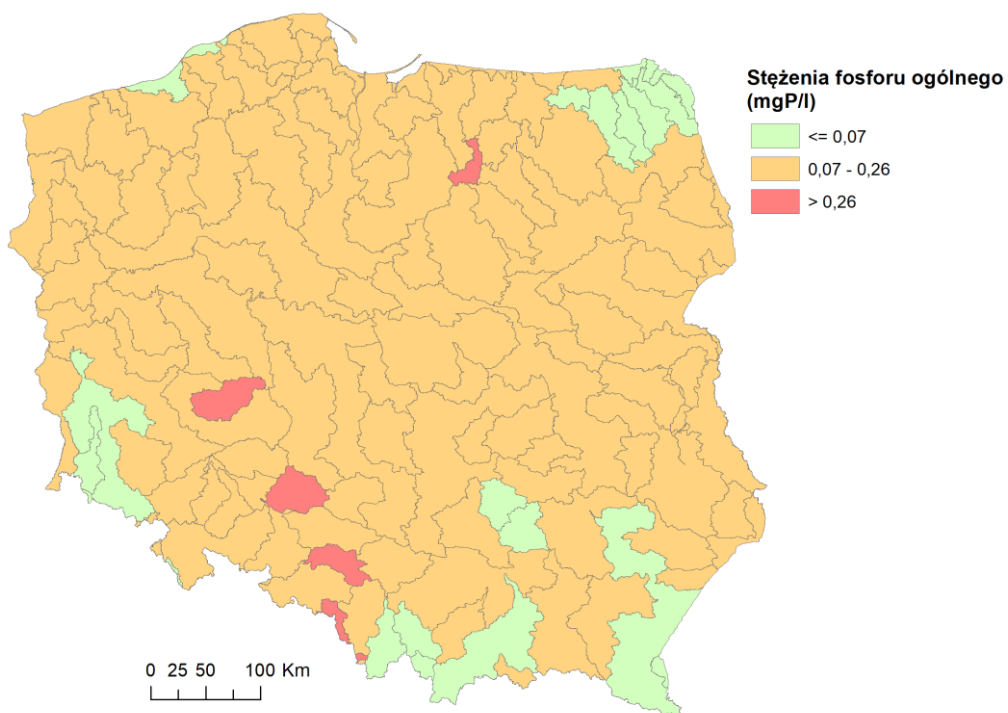 Stężenia fosforu ogólnego
(mgP/l)
<= 0,07
0,07 - 0,26
> 0,26
0 25 50 100 Km